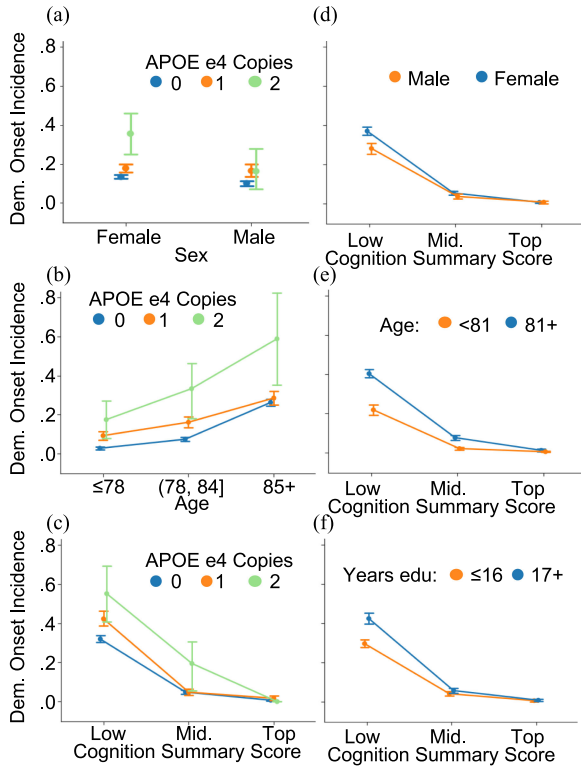 (a)
APOE e4 Copies
0 1 2
Dem. Onset Incidence
.8
.6
.4
.2
.0
Female Male
Sex
(d)
Male Female
Low Mid. Top
Cognition Summary Score
(b)
APOE e4 Copies
0 1 2
Dem. Onset Incidence
.8
.6
.4
.2
.0
≤78 (78, 84] 85+
Age
(e)
Age: <81 81+
Low Mid. Top
Cognition Summary Score
(c)
APOE e4 Copies
0 1 2
Dem. Onset Incidence
.8
.6
.4
.2
.0
Low Mid. Top
Cognition Summary Score
(f)
Years edu: ≤16 17+
Low Mid. Top
Cognition Summary Score